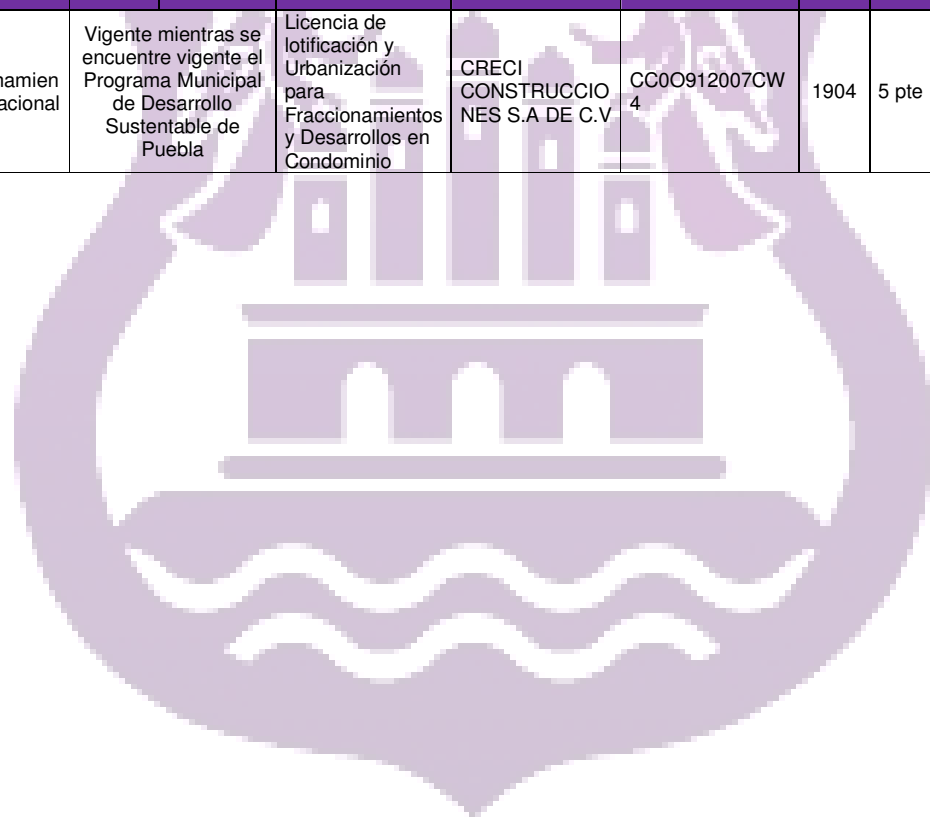 namien
acional
Vigente mientras se
encuentre vigente el
Programa Municipal
de Desarrollo
Sustentable de
Puebla
Licencia de
lotificación y
Urbanización
para
Fraccionamientos
y Desarrollos en
Condominio
CRECI
CONSTRUCCIO
NES S.A DE C.V
CC0O912007CW
4
1904
5 pte